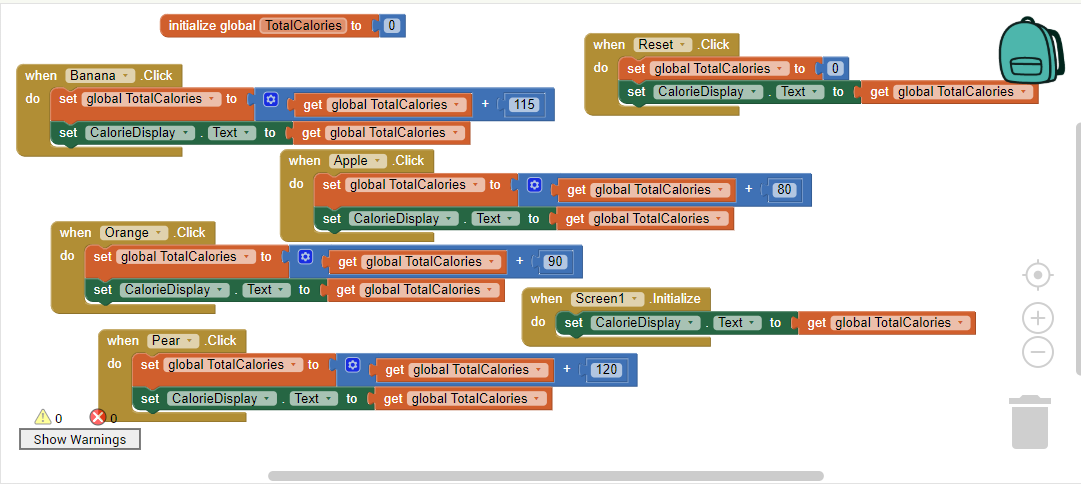 initialize global TotalCalories to 0
when Reset .Click
do set global TotalCalories to 0
set CalorieDisplay . Text to get global TotalCalories
when Banana .Click
do set global TotalCalories to get global TotalCalories + 115
set CalorieDisplay . Text to get global TotalCalories
when Apple .Click
do set global TotalCalories to get global TotalCalories + 80
set CalorieDisplay . Text to get global TotalCalories
when Orange .Click
do set global TotalCalories to get global TotalCalories + 90
set CalorieDisplay . Text to get global TotalCalories
when Screen1 .Initialize
do set CalorieDisplay . Text to get global TotalCalories
when Pear .Click
do set global TotalCalories to get global TotalCalories + 120
set CalorieDisplay . Text to get global TotalCalories
0 0
Show Warnings